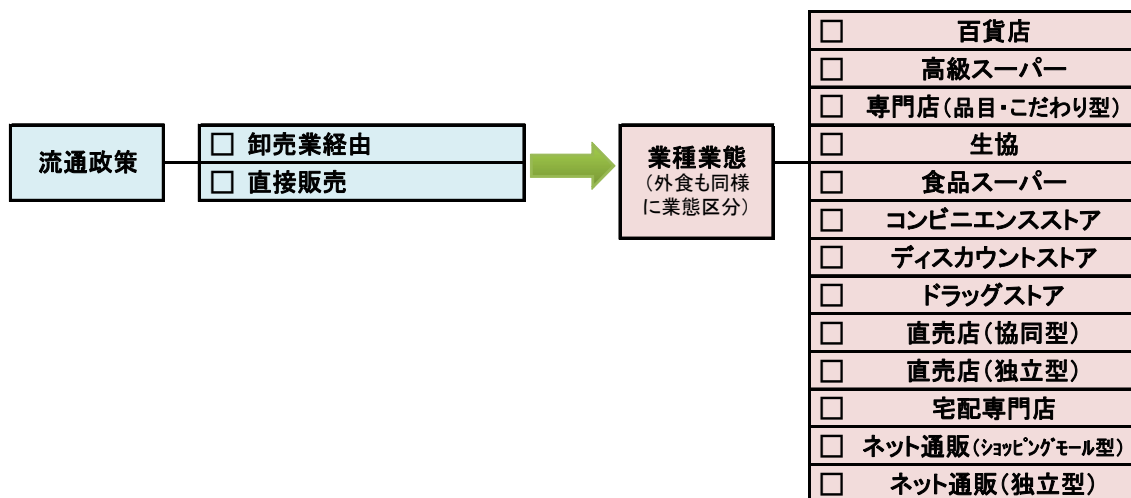 流通政策
□ 卸売業経由
□ 直接販売
業種業態
(外食も同様
に業態区分)
□ 百貨店
□ 高級スーパー
□ 専門店(品目・こだわり型)
□ 生協
□ 食品スーパー
□ コンビニエンスストア
□ ディスカウントストア
□ ドラッグストア
□ 直売店(協同型)
□ 直売店(独立型)
□ 宅配専門店
□ ネット通販(ショッピングモール型)
□ ネット通販(独立型)